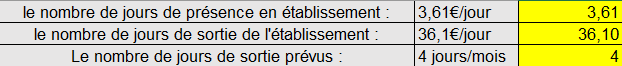 le nombre de jours de présence en établissement : 3,61€/jour 3,61
le nombre de jours de sortie de l'établissement : 36,1€/jour 36,10
Le nombre de jours de sortie prévus : 4 jours/mois 4